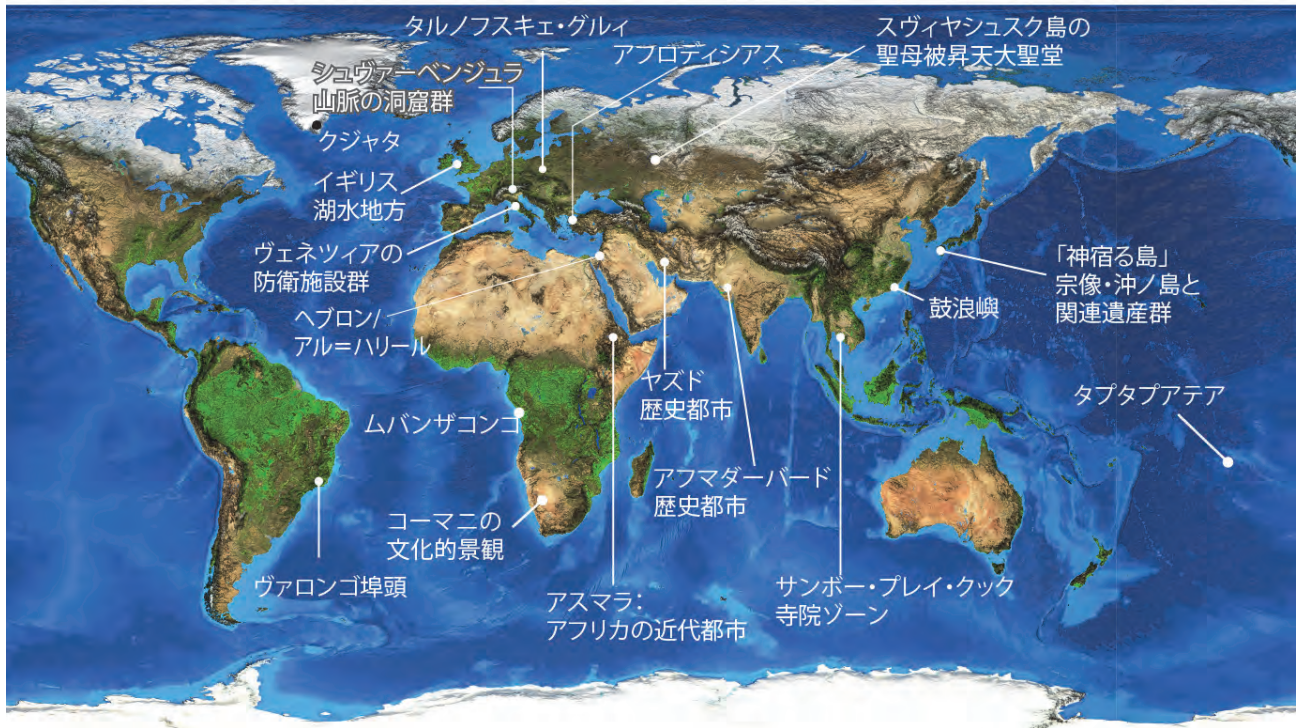 タルノフスキェ・グルィ
スヴィヤシュスク島の
聖母被昇天大聖堂
アフロディシアス
シュヴァーベンジュラ
山脈の洞窟群
クジャタ
イギリス
湖水地方
ヴェネツィアの
防衛施設群
「神宿る島」
宗像・沖ノ島と
関連遺産群
鼓浪嶼
ヘブロン/
アル＝ハリール
ヤズド
歴史都市
タプタプアテア
ムバンザコンゴ
アフマダーバード
歴史都市
コーマニの
文化的景観
ヴァロンゴ埠頭
アスマラ：
アフリカの近代都市
サンボー・プレイ・クック
寺院ゾーン